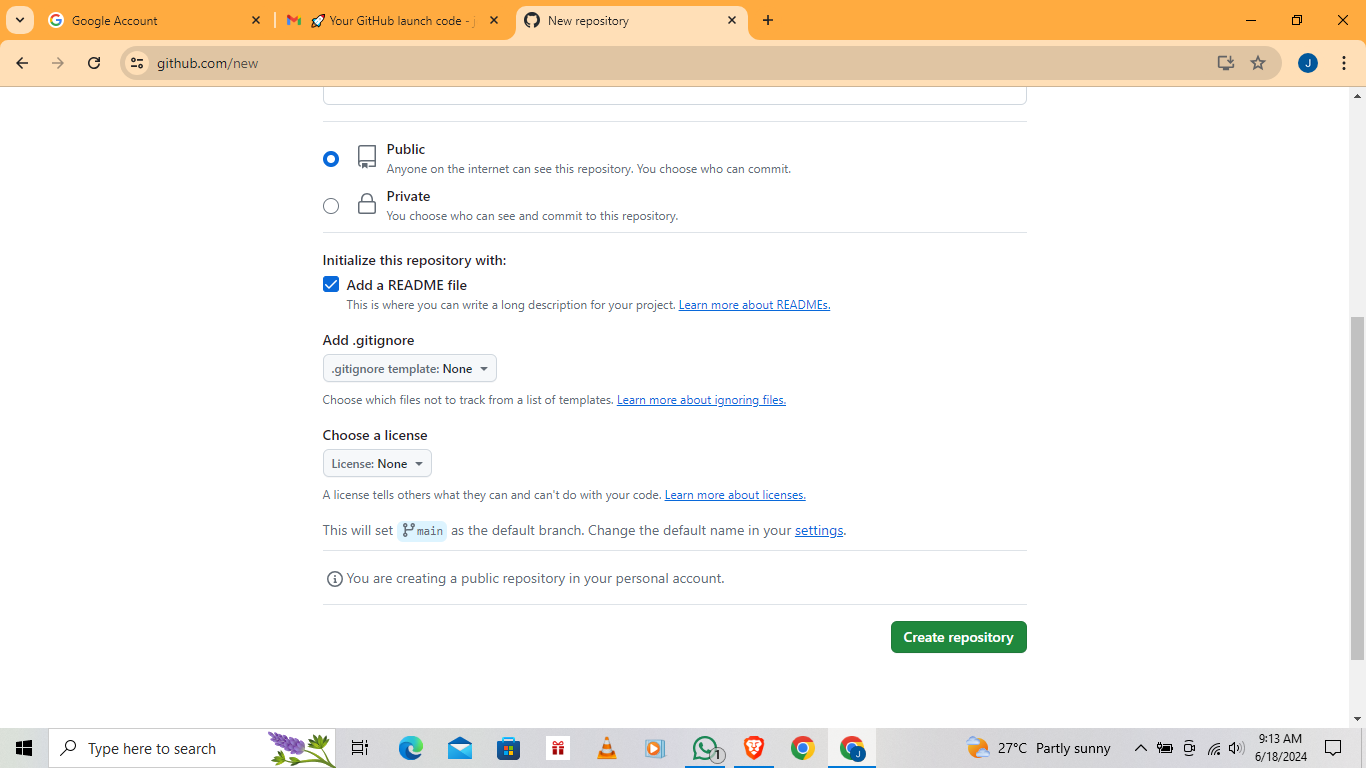 Google Account
Your GitHub launch code -
New repository
github.com/new
J
Public
Anyone on the internet can see this repository. You choose who can commit.
Private
You choose who can see and commit to this repository.
Initialize this repository with:
Add a README file
This is where you can write a long description for your project. Learn more about READMEs.
Add .gitignore
.gitignore template: None
Choose which files not to track from a list of templates. Learn more about ignoring files.
Choose a license
License: None
A license tells others what they can and can't do with your code. Learn more about licenses.
This will set main as the default branch. Change the default name in your settings.
You are creating a public repository in your personal account.
Create repository
Type here to search
1
J
27°C Partly sunny
9:13 AM
6/18/2024